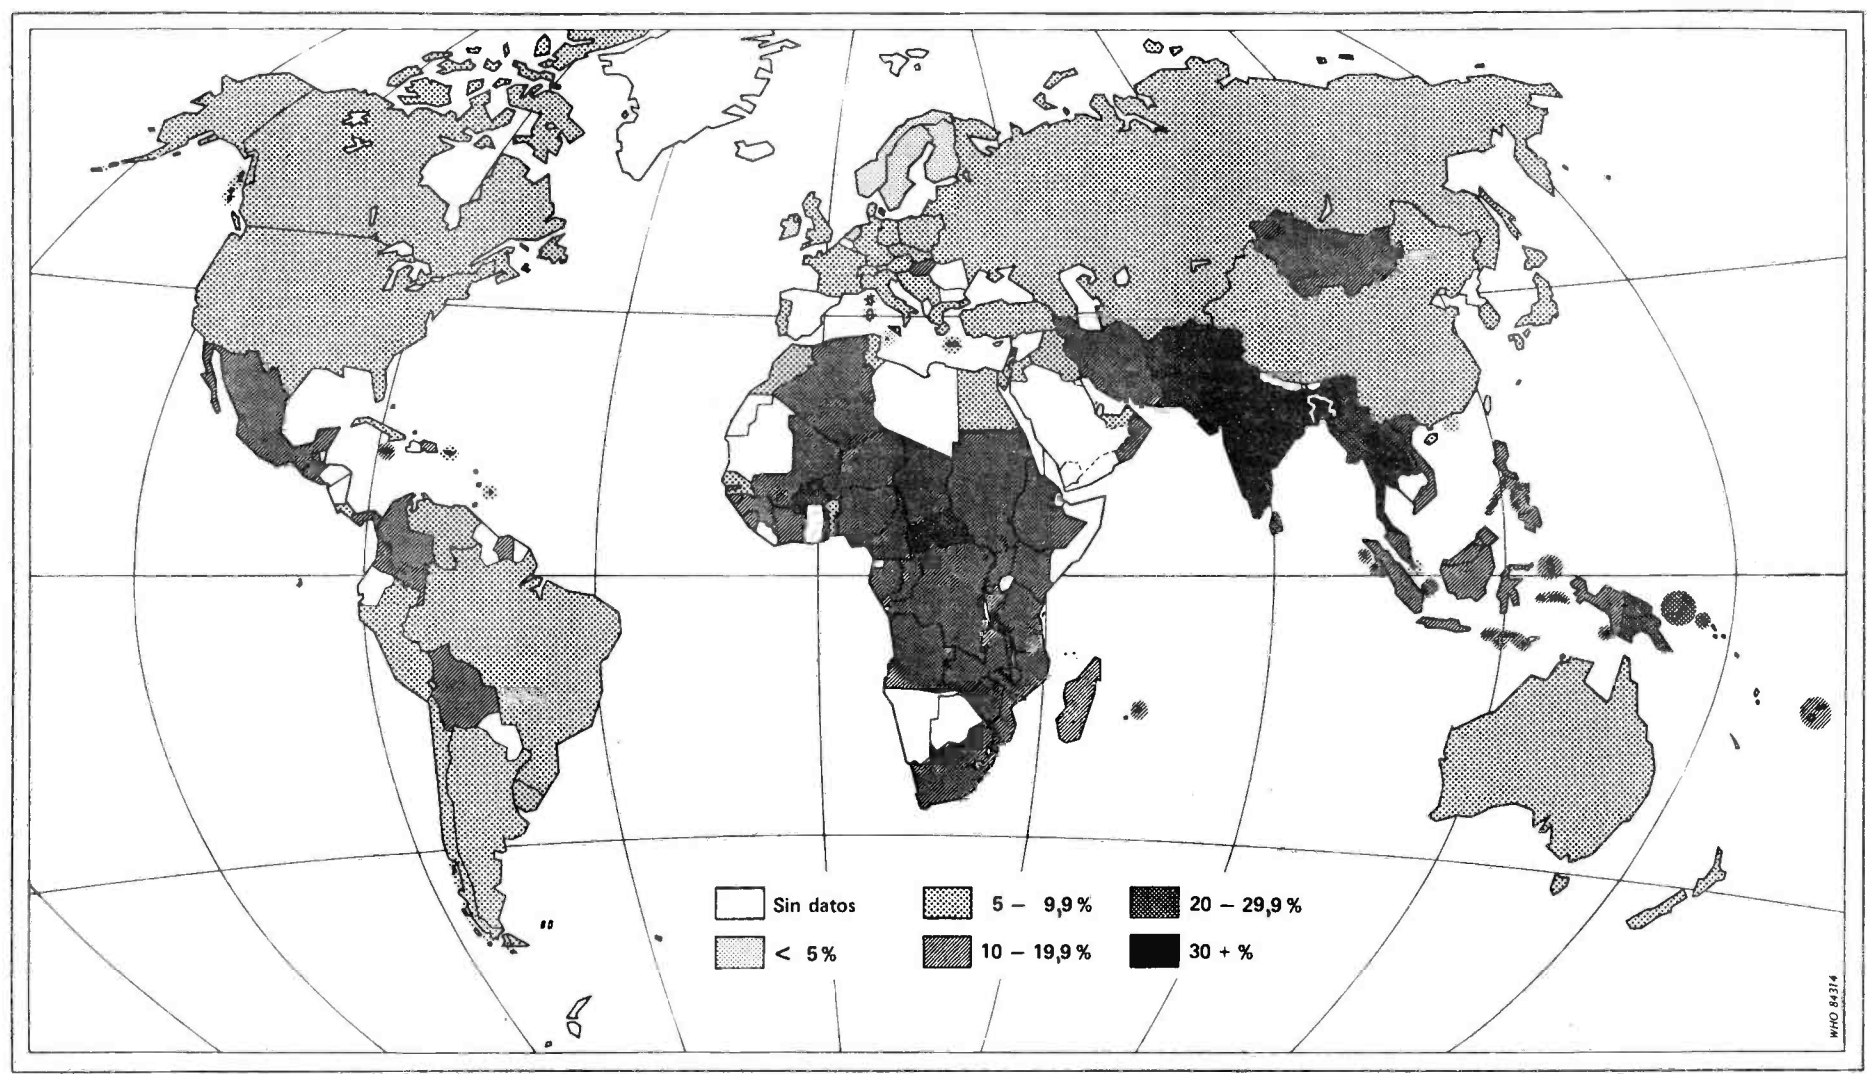 Sin datos
< 5 %
5 – 9,9 %
10 – 19,9 %
20 – 29,9 %
30 + %
WHO 84314